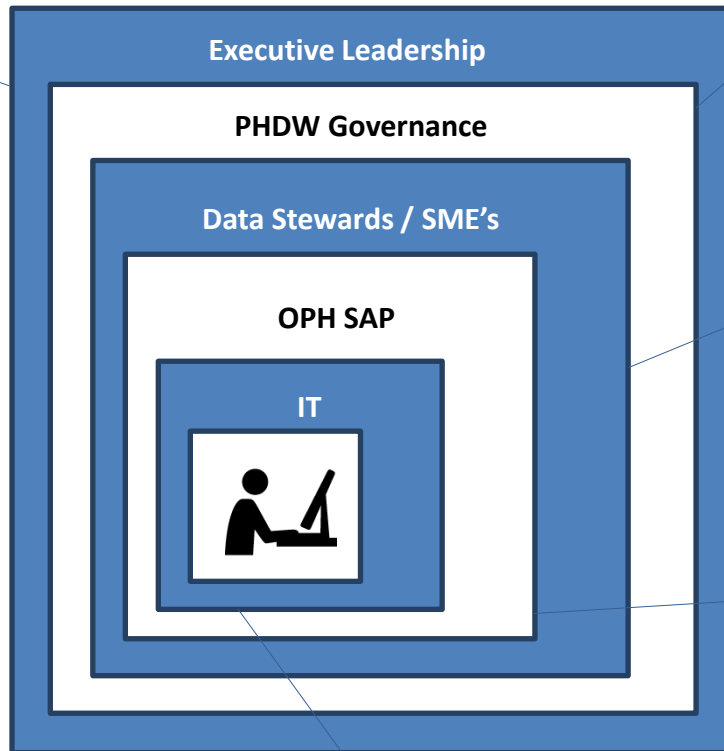 Executive Leadership
PHDW Governance
Data Stewards / SME's
OPH SAP
IT